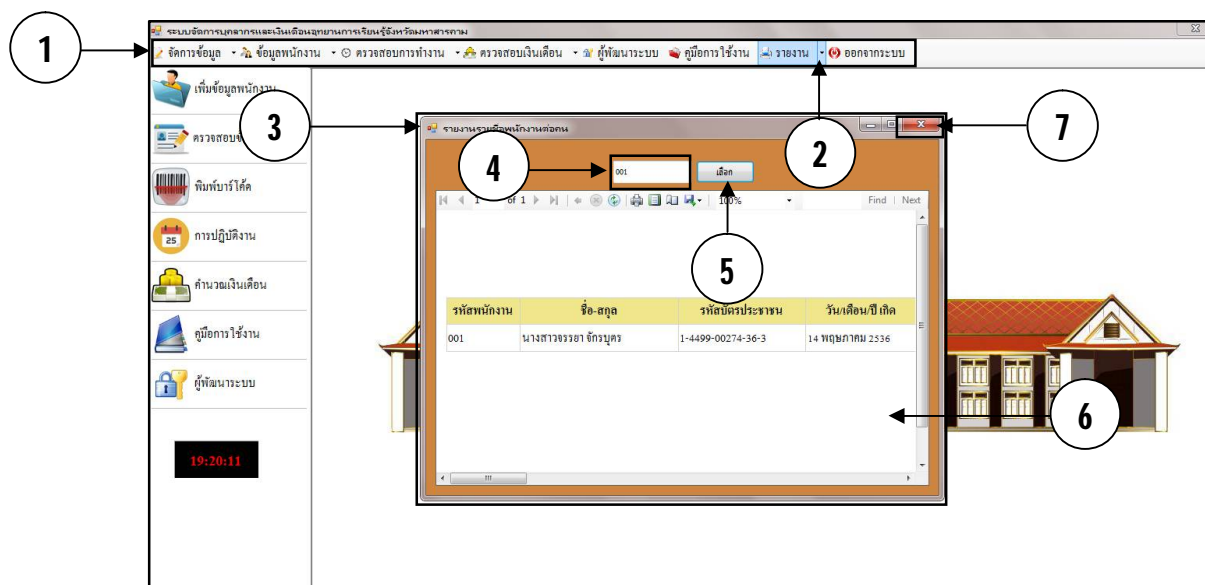 ระบบจัดการบุคลากรและเงินเดือนอุทยานการเรียนรู้จังหวัดมหาสารคาม
1
จัดการข้อมูล ข้อมูลพนักงาน ตรวจสอบการทำงาน ตรวจสอบเงินเดือน ผู้พัฒนาระบบ คู่มือการใช้งาน รายงาน ออกจากระบบ
เพิ่มข้อมูลพนักงาน
3
รายงานรายชื่อพนักงานต่อคน
7
ตรวจสอบ
2
4
001
เลือก
พิมพ์บาร์โค้ด
1 of 1 100% Find | Next
25
การปฏิบัติงาน
5
คำนวณเงินเดือน
รหัสพนักงาน ชื่อ-สกุล รหัสบัตรประชาชน วัน/เดือน/ปี เกิด
คู่มือการใช้งาน
001 นางสาวจรรยา จักรบุตร 1-4499-00274-36-3 14 พฤษภาคม 2536
ผู้พัฒนาระบบ
6
19:20:11